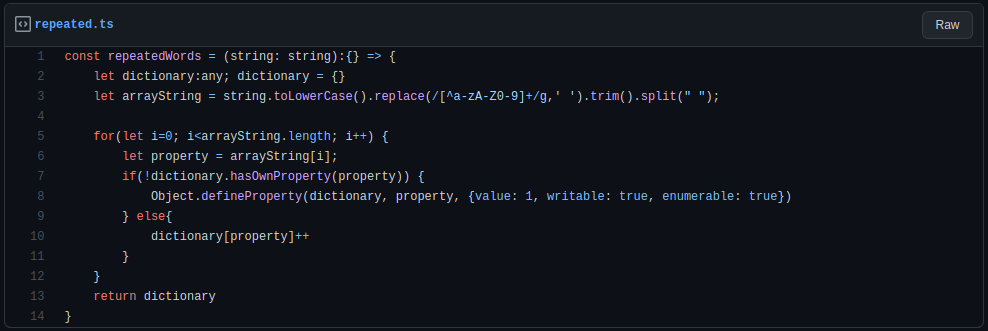 repeated.ts
Raw
1 const repeatedWords = (string: string):{} => {
2     let dictionary:any; dictionary = {}
3     let arrayString = string.toLowerCase().replace(/[^a-zA-Z0-9]+/g,' ').trim().split(" ");
4
5     for(let i=0; i<arrayString.length; i++) {
6         let property = arrayString[i];
7         if(!dictionary.hasOwnProperty(property)) {
8             Object.defineProperty(dictionary, property, {value: 1, writable: true, enumerable: true})
9         } else{
10             dictionary[property]++
11         }
12     }
13     return dictionary
14 }